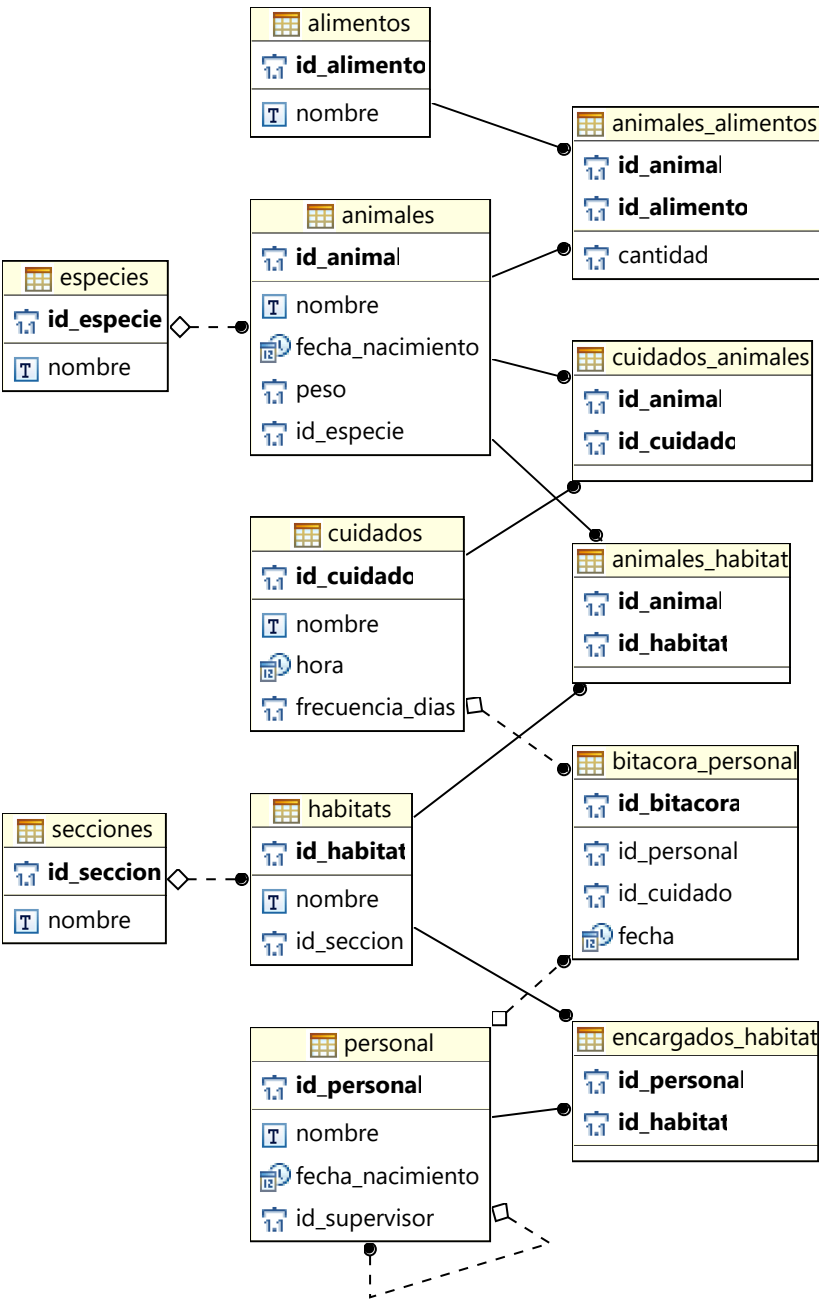 alimentos
id_alimento
nombre
animales_alimentos
id_animal
id_alimento
cantidad
animales
id_animal
nombre
fecha_nacimiento
peso
id_especie
especies
id_especie
nombre
cuidados_animales
id_animal
id_cuidado
cuidados
id_cuidado
nombre
hora
frecuencia_dias
animales_habitat
id_animal
id_habitat
bitacora_personal
id_bitacora
id_personal
id_cuidado
fecha
secciones
id_seccion
nombre
habitats
id_habitat
nombre
id_seccion
personal
id_personal
nombre
fecha_nacimiento
id_supervisor
encargados_habitat
id_personal
id_habitat